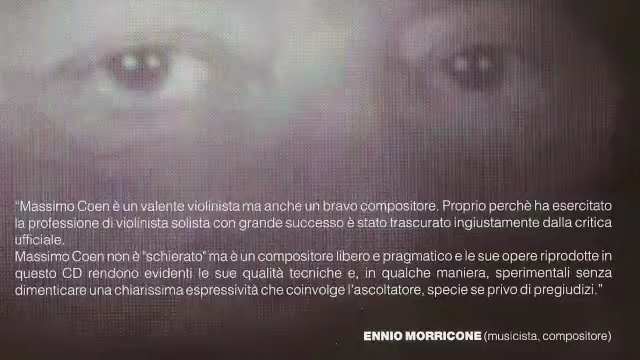 "Massimo Coen è un valente violinista ma anche un bravo compositore. Proprio perchè ha esercitato
la professione di violinista solista con grande successo è stato trascurato ingiustamente dalla critica
ufficiale.
Massimo Coen non è "schierato" ma è un compositore libero e pragmatico e le sue opere riprodotte in
questo CD rendono evidenti le sue qualità tecniche e, in qualche maniera, sperimentali senza
dimenticare una chiarissima espressività che coinvolge l'ascoltatore, specie se privo di pregiudizi."
ENNIO MORRICONE (musicista, compositore)